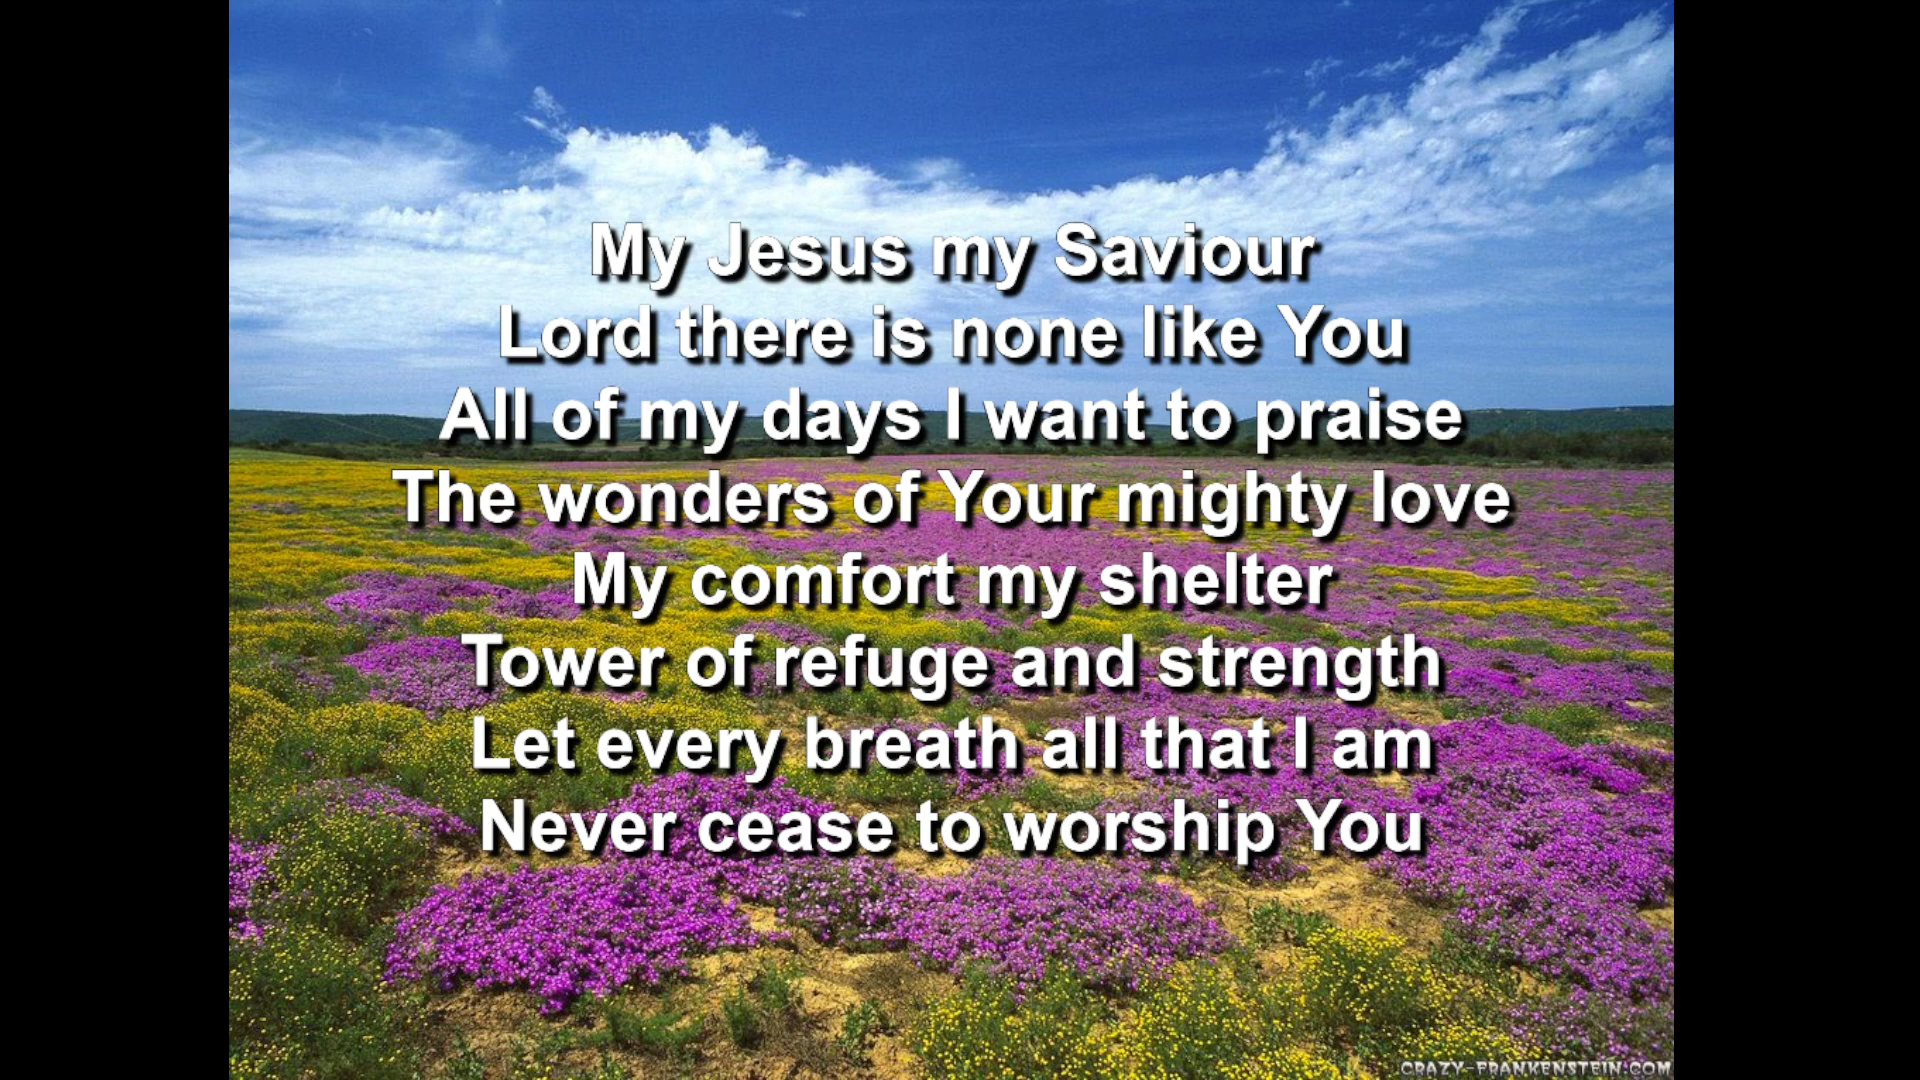 My Jesus my Saviour
Lord there is none like You
All of my days I want to praise
The wonders of Your mighty love
My comfort my shelter
Tower of refuge and strength
Let every breath all that I am
Never cease to worship You
CRAZY-FRANKENSTEIN.COM